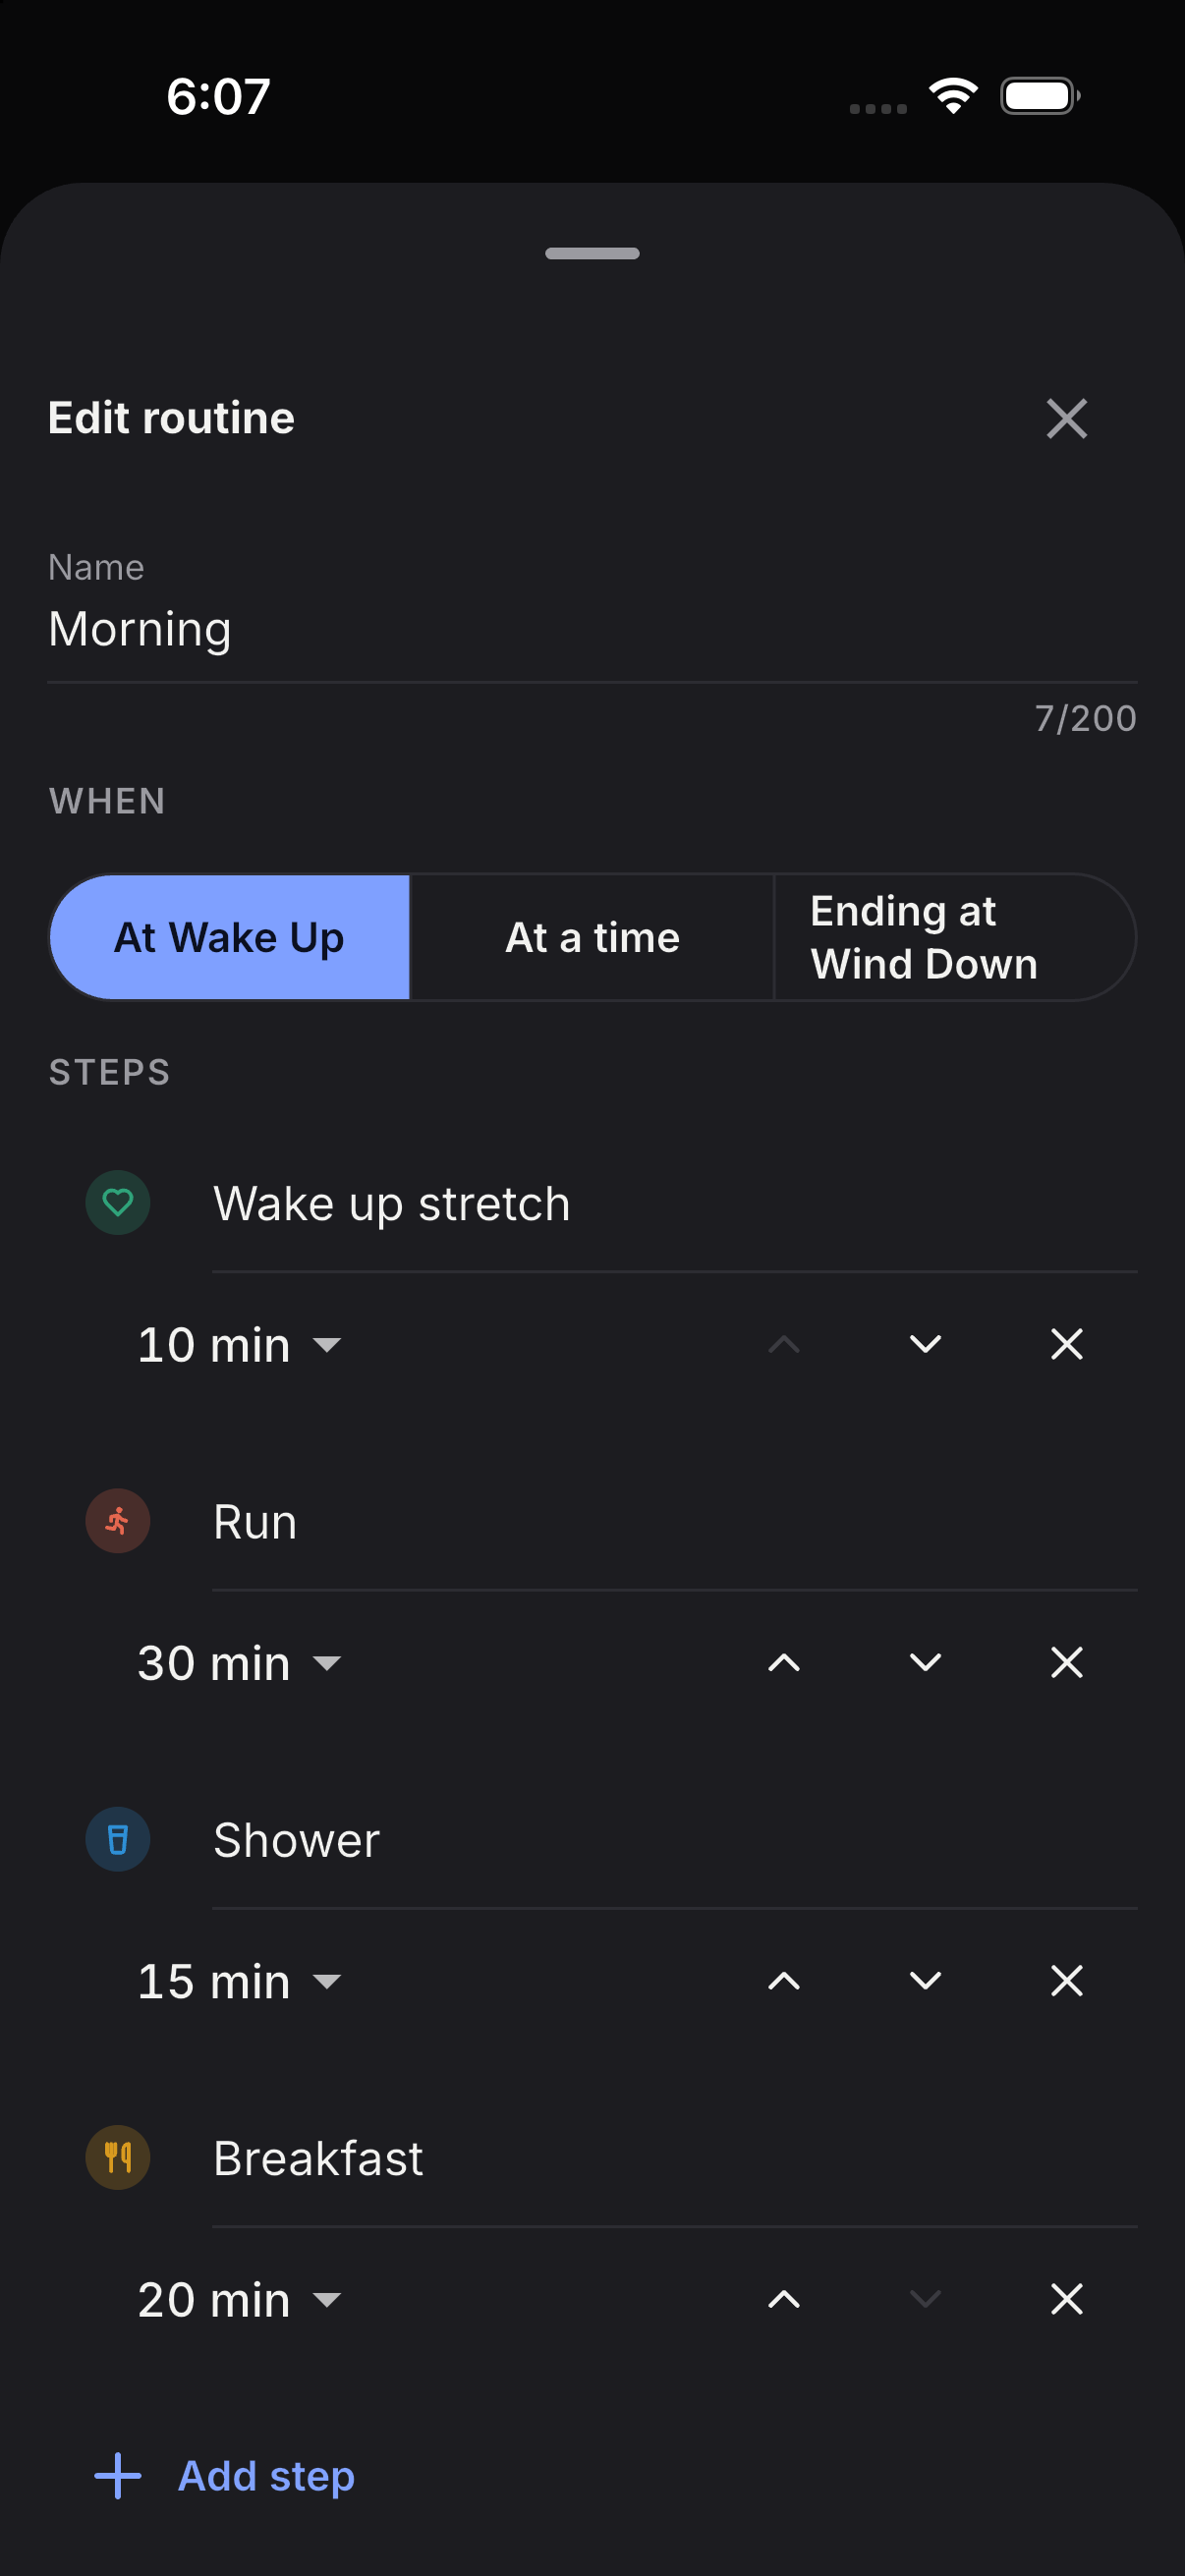 6:07
Edit routine
Name
Morning
7/200
WHEN
At Wake Up
At a time
Ending at
Wind Down
STEPS
Wake up stretch
10 min
Run
30 min
Shower
15 min
Breakfast
20 min
Add step